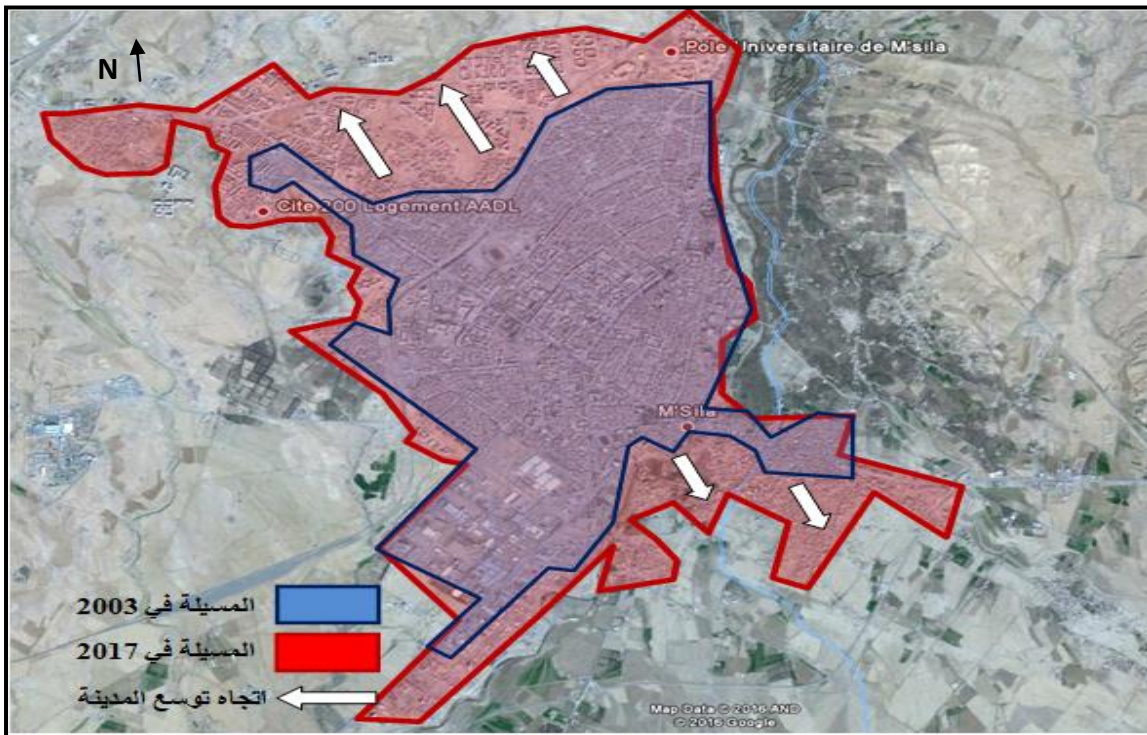 N
Pole Universitaire de M'sila
Cite 200 Logement AADL
M'Sila
المسيلة في 2003
المسيلة في 2017
اتجاه توسع المدينة
Map Data © 2016 AND
© 2016 Google